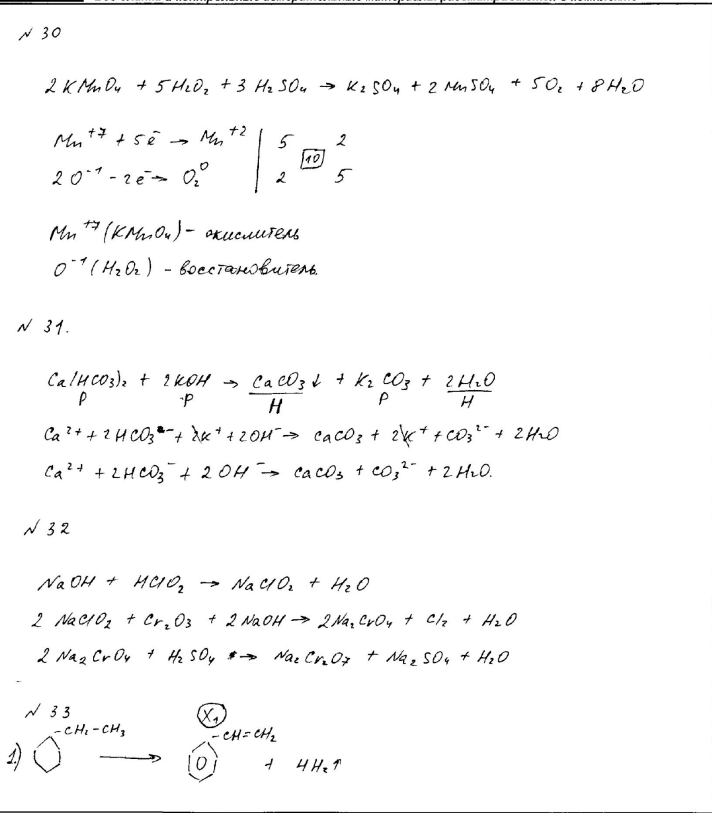 № 30
2KMnO₄ + 5H₂O₂ + 3H₂SO₄ → K₂SO₄ + 2MnSO₄ + 5O₂ + 8H₂O
Mn⁺⁷ + 5ē → Mn⁺² | 5 2
10
2O⁻¹ - 2ē → O₂⁰ | 2 5
Mn⁺⁷ (KMnO₄) - окислитель
O⁻¹ (H₂O₂) - восстановитель.
№ 31.
Ca(HCO₃)₂ + 2KOH → CaCO₃↓ + K₂CO₃ + 2H₂O
P P H P H
Ca²⁺ + 2HCO₃⁻ + 2K⁺ + 2OH⁻ → CaCO₃ + 2K⁺ + CO₃²⁻ + 2H₂O
Ca²⁺ + 2HCO₃⁻ + 2OH⁻ → CaCO₃ + CO₃²⁻ + 2H₂O.
№ 32
NaOH + HClO₂ → NaClO₂ + H₂O
2NaClO₂ + Cr₂O₃ + 2NaOH → 2Na₂CrO₄ + Cl₂ + H₂O
2Na₂CrO₄ + H₂SO₄ → Na₂Cr₂O₇ + Na₂SO₄ + H₂O
№ 33
X₁
1.) -CH₂-CH₃ → -CH=CH₂ + 4H₂↑